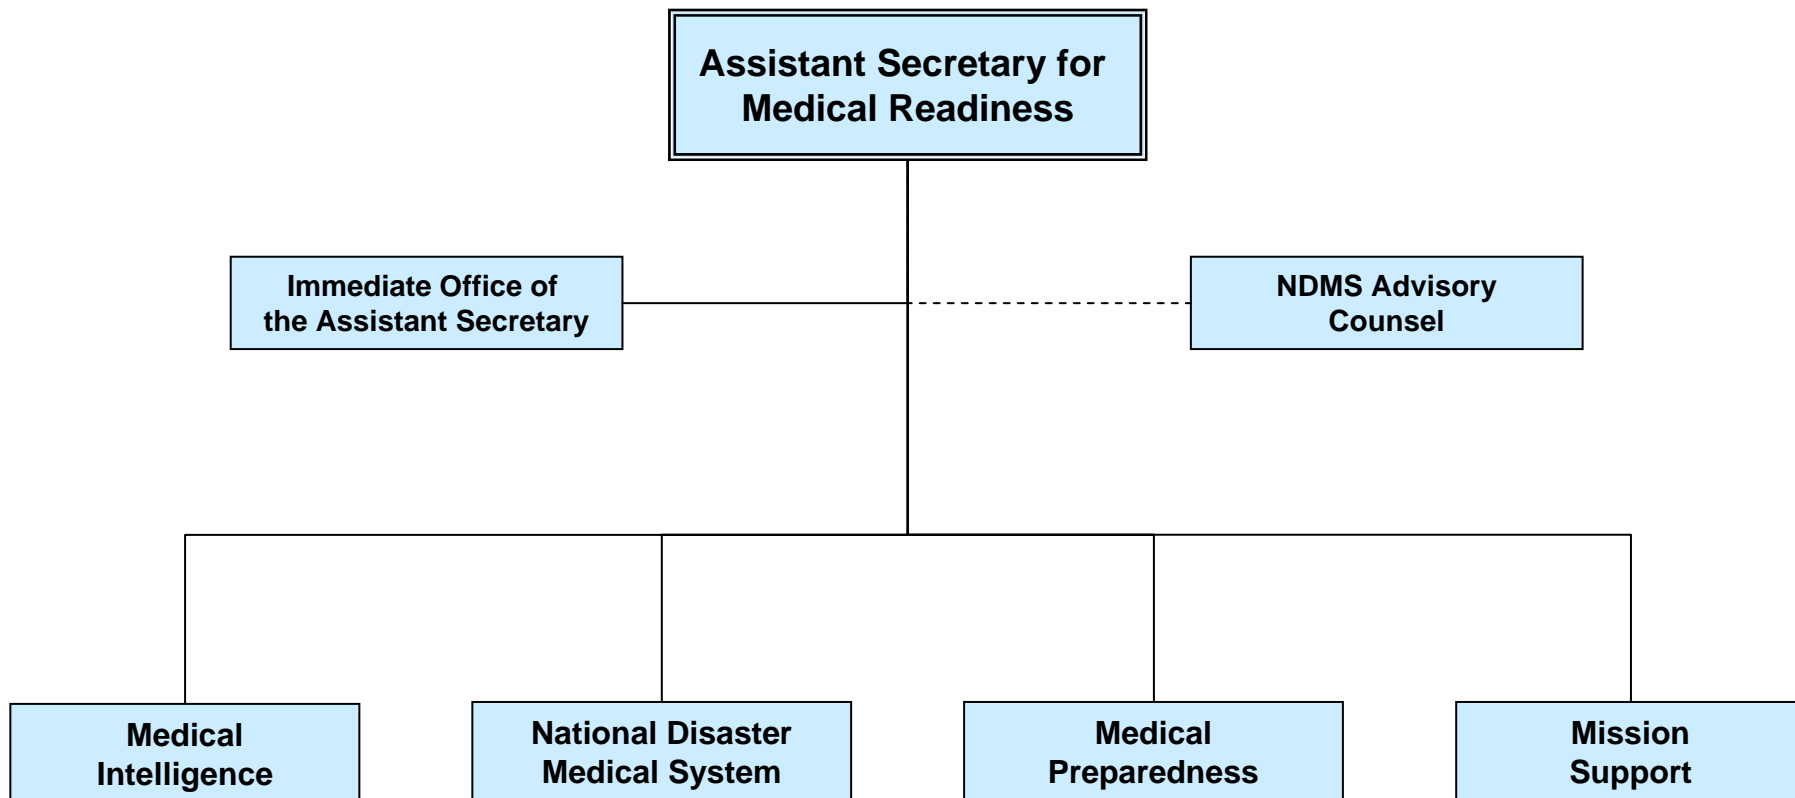 Assistant Secretary for
Medical Readiness
Immediate Office of
the Assistant Secretary
NDMS Advisory
Counsel
Medical
Intelligence
National Disaster
Medical System
Medical
Preparedness
Mission
Support